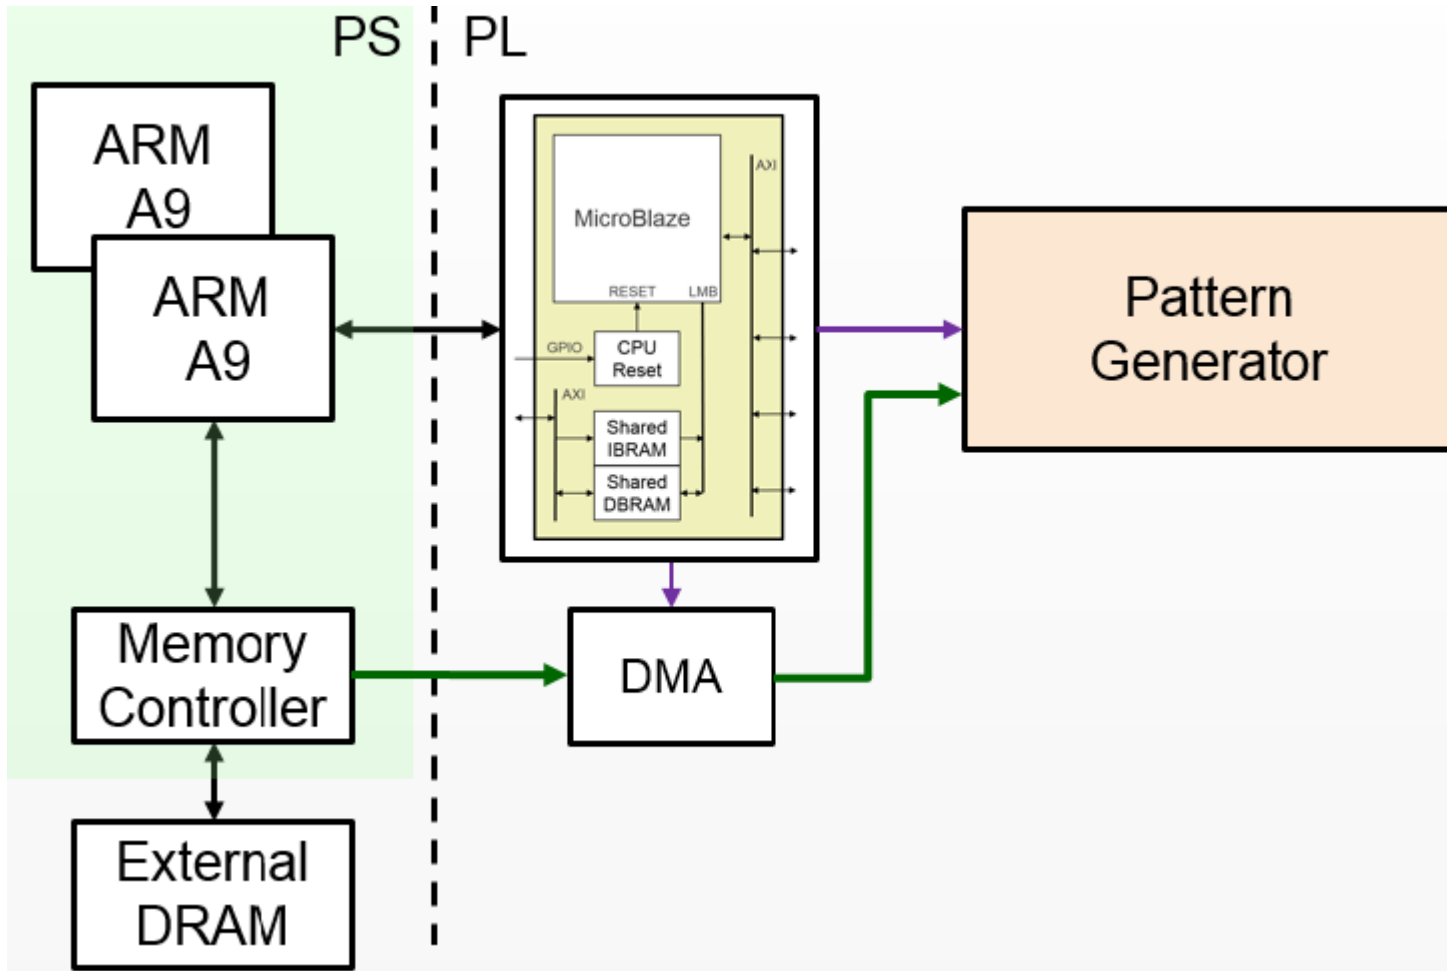 PS
PL
ARM
A9
ARM
A9
MicroBlaze
RESET
LMB
AXI
GPIO
CPU
Reset
AXI
Shared
IBRAM
Shared
DBRAM
Pattern
Generator
Memory
Controller
DMA
External
DRAM